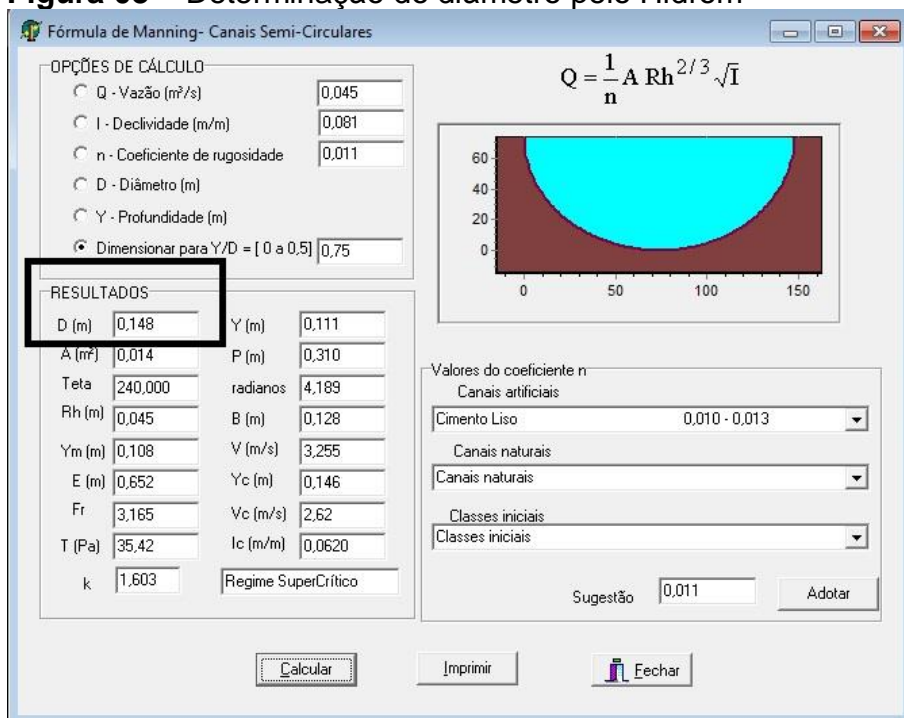 Figura 03 – Determinação do diâmetro pelo Hidrom
Fórmula de Manning- Canais Semi-Circulares
OPÇÕES DE CÁLCULO
Q - Vazão (m³/s) 0,045
I - Declividade (m/m) 0,081
n - Coeficiente de rugosidade 0,011
D - Diâmetro (m)
Y - Profundidade (m)
Dimensionar para Y/D = [ 0 a 0,5] 0,75
Q = 1/n A Rh^2/3 √I
60
40
20
0
0 50 100 150
RESULTADOS
D (m) 0,148 Y (m) 0,111
A (m²) 0,014 P (m) 0,310
Teta 240,000 radianos 4,189
Rh (m) 0,045 B (m) 0,128
Ym (m) 0,108 V (m/s) 3,255
E (m) 0,652 Yc (m) 0,146
Fr 3,165 Vc (m/s) 2,62
T (Pa) 35,42 Ic (m/m) 0,0620
k 1,603 Regime SuperCrítico
Valores do coeficiente n
Canais artificiais
Cimento Liso 0,010 - 0,013
Canais naturais
Canais naturais
Classes iniciais
Classes iniciais
Sugestão 0,011 Adotar
Calcular Imprimir Fechar